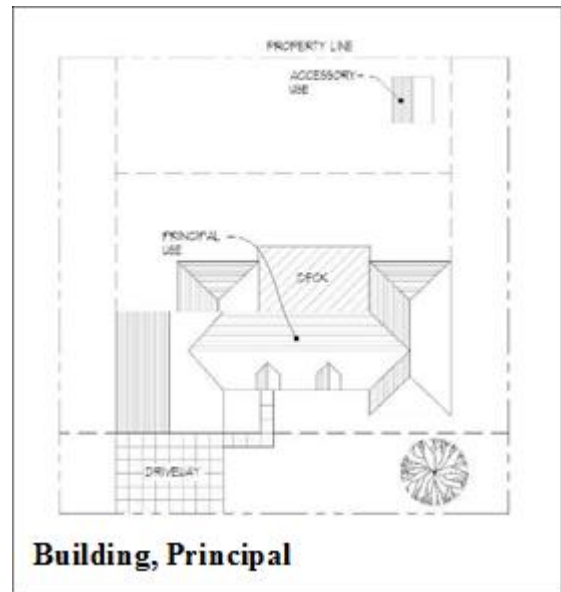 PROPERTY LINE
ACCESSORY
USE
PRINCIPAL
USE
DECK
DRIVEWAY
Building, Principal